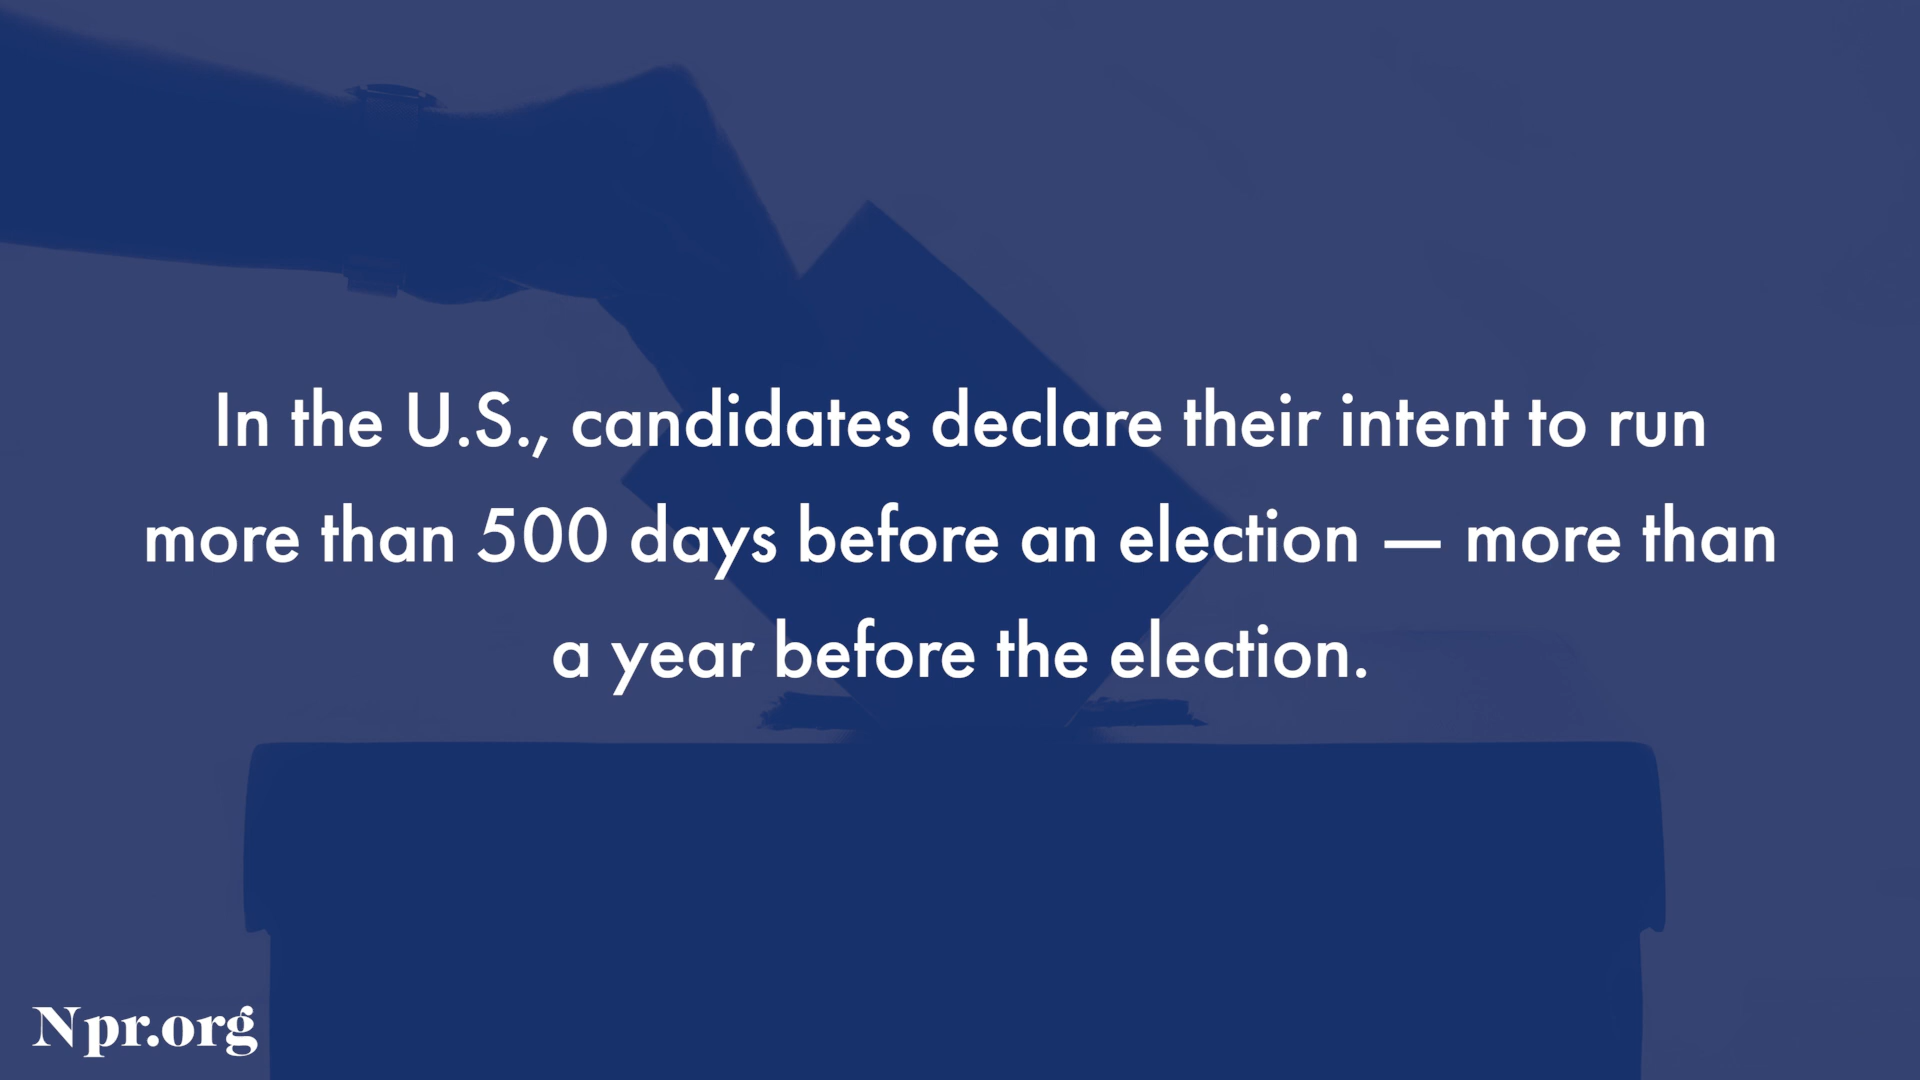 In the U.S., candidates declare their intent to run
more than 500 days before an election — more than
a year before the election.
Npr.org